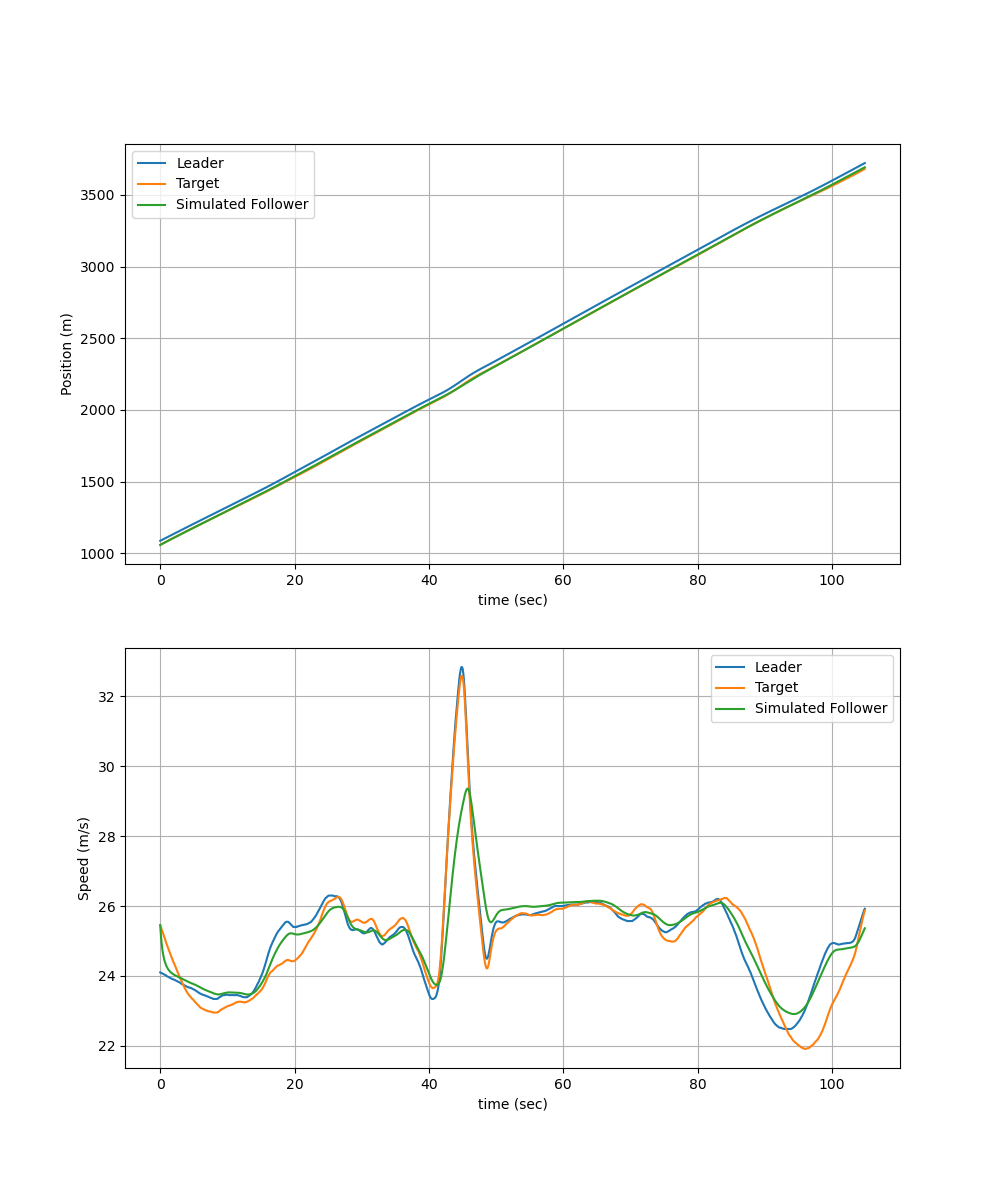 Leader
Target
Simulated Follower
3500
3000
2500
2000
1500
1000
Position (m)
0 20 40 60 80 100
time (sec)
Leader
Target
Simulated Follower
32
30
28
26
24
22
Speed (m/s)
0 20 40 60 80 100
time (sec)